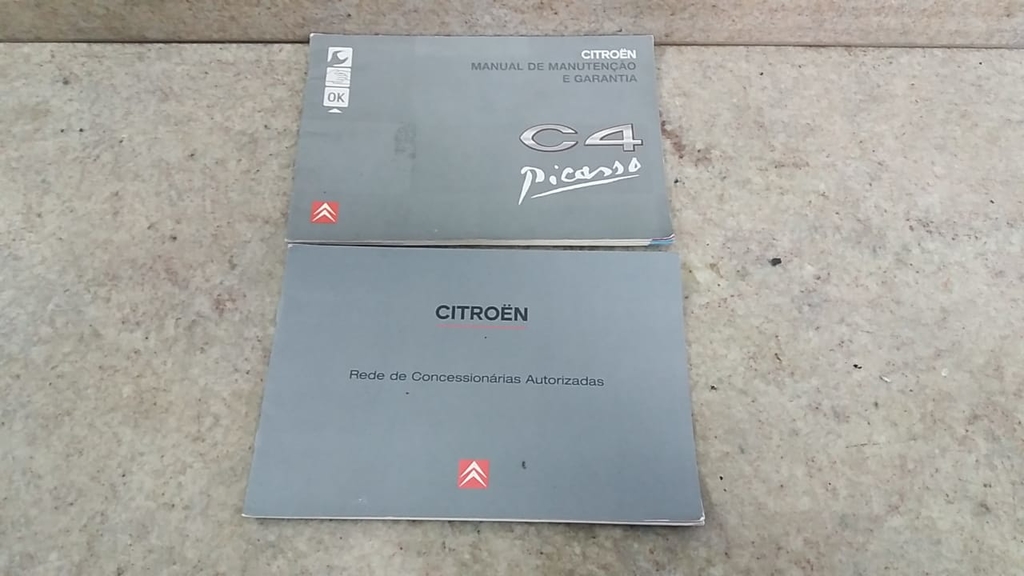 CITROËN
MANUAL DE MANUTENÇÃO
E GARANTIA
OK
C4
Picasso
CITROËN
Rede de Concessionárias Autorizadas